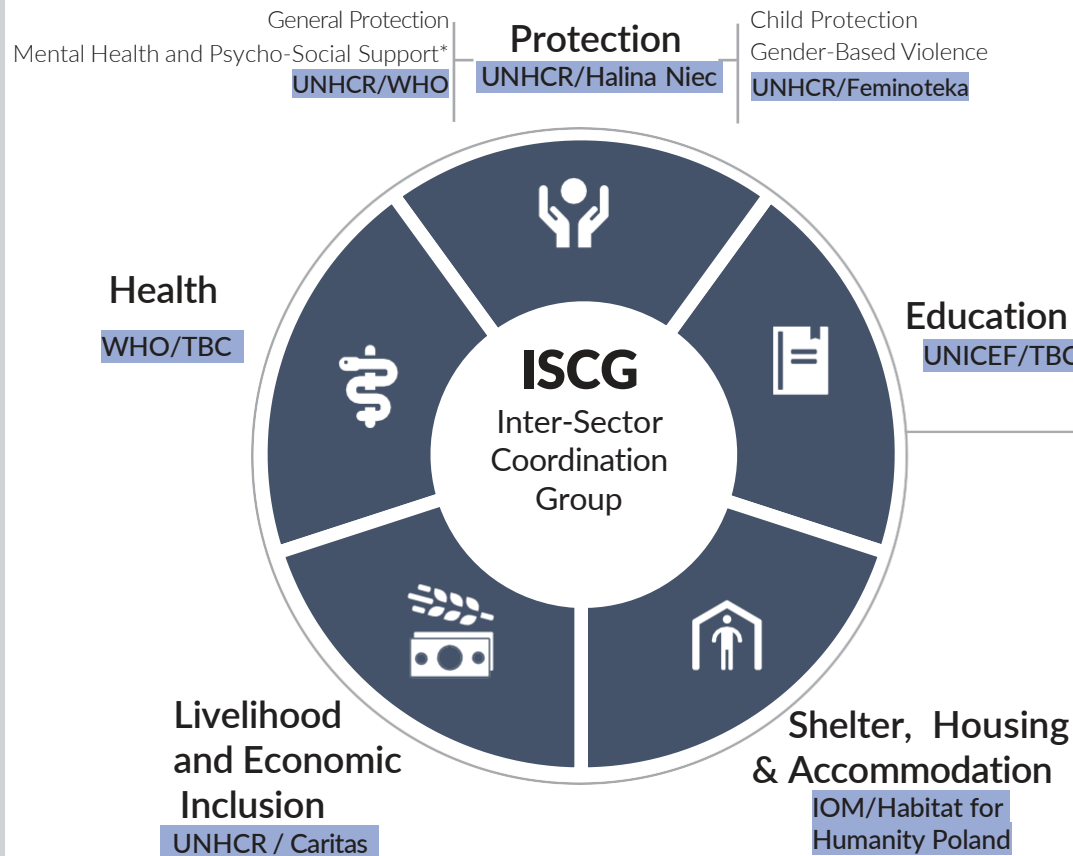 General Protection
Mental Health and Psycho-Social Support*
UNHCR/WHO
Protection
UNHCR/Halina Niec
Child Protection
Gender-Based Violence
UNHCR/Feminoteka
Health
WHO/TBC
Education
UNICEF/TBC
ISCG
Inter-Sector
Coordination
Group
Livelihood
and Economic
Inclusion
UNHCR / Caritas
Shelter, Housing
& Accommodation
IOM/Habitat for
Humanity Poland